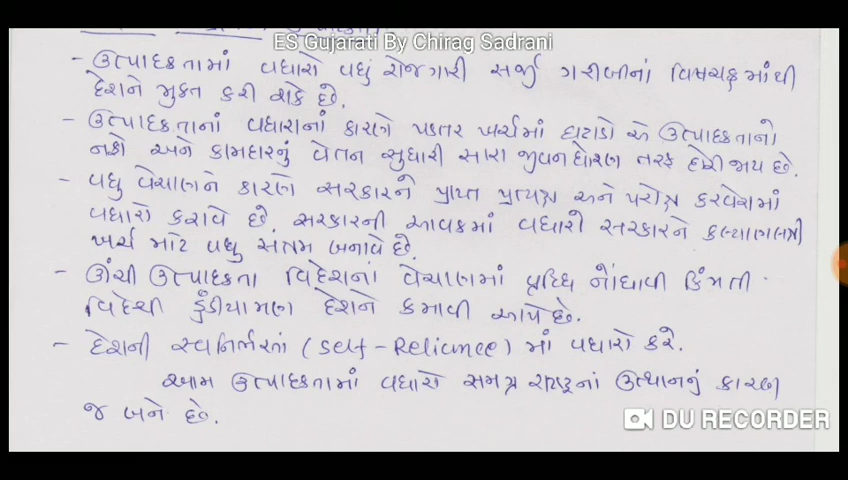 ES Gujarati By Chirag Sadrani
- ઉત્પાદકતામાં વધારો વધુ રોજગારી સર્જી ગરીબીનાં વિષચક્રમાંથી
દેશને મુક્ત કરી શકે છે.
- ઉત્પાદકતાનાં વધારાનાં કારણે પડતર ખર્ચમાં ઘટાડો એ ઉત્પાદકતાનો
નફો અને કામદારનું વેતન સુધારી સારા જીવનધોરણ તરફ દોરી જાય છે.
- વધુ વેચાણને કારણે સરકારને પ્રાપ્ત પ્રત્યક્ષ અને પરોક્ષ કરવેરામાં
વધારો કરાવે છે. સરકારની આવકમાં વધારો સરકારને કલ્યાણલક્ષી
ખર્ચ માટે વધુ સક્ષમ બનાવે છે.
- ઊંચી ઉત્પાદકતા વિદેશનાં વેચાણમાં વૃધ્ધિ નોંધાવી કિંમતી
વિદેશી હુંડીયામણ દેશને કમાવી આપે છે.
- દેશની સ્વનિર્ભરતા (Self-Reliance) માં વધારો કરે.
આમ ઉત્પાદકતામાં વધારો સમગ્ર રાષ્ટ્રનાં ઉત્થાનનું કારણ
જ બને છે.
DU RECORDER